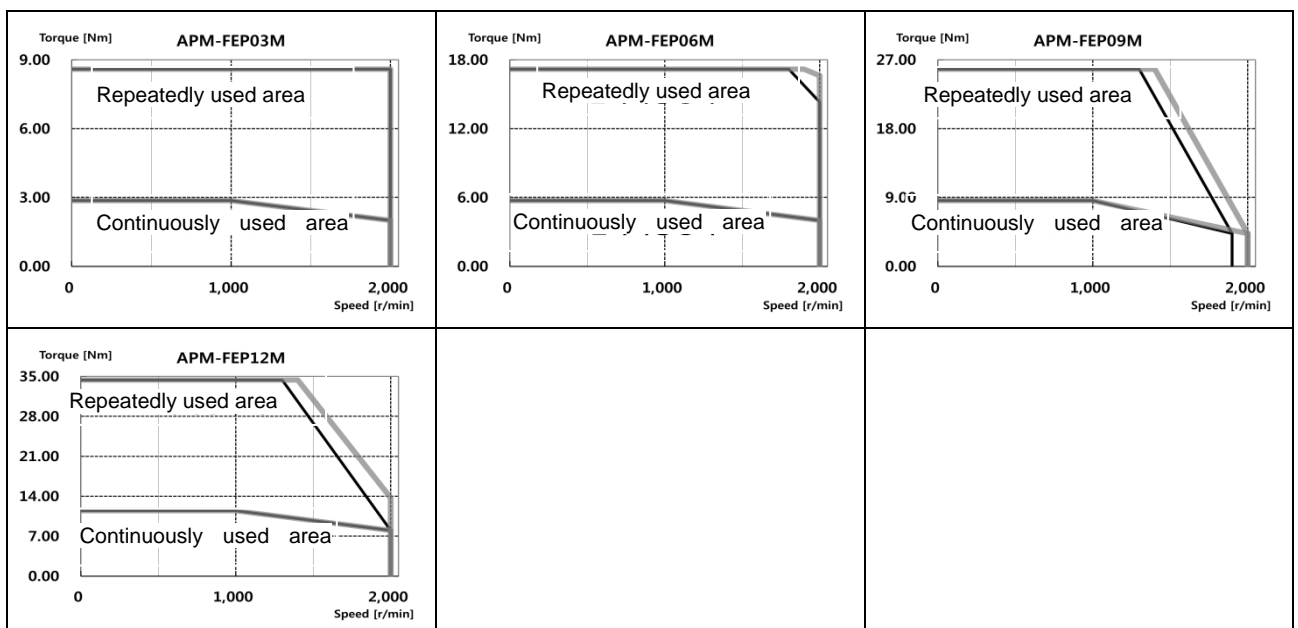 Torque [Nm] APM-FEP03M
9.00
Repeatedly used area
6.00
3.00
Continuously used area
0.00
0 1,000 2,000
Speed [r/min]
Torque [Nm] APM-FEP06M
18.00
Repeatedly used area
12.00
6.00
Continuously used area
0.00
0 1,000 2,000
Speed [r/min]
Torque [Nm] APM-FEP09M
27.00
Repeatedly used area
18.00
9.00
Continuously used area
0.00
0 1,000 2,000
Speed [r/min]
Torque [Nm] APM-FEP12M
35.00
Repeatedly used area
28.00
21.00
14.00
7.00
Continuously used area
0.00
0 1,000 2,000
Speed [r/min]